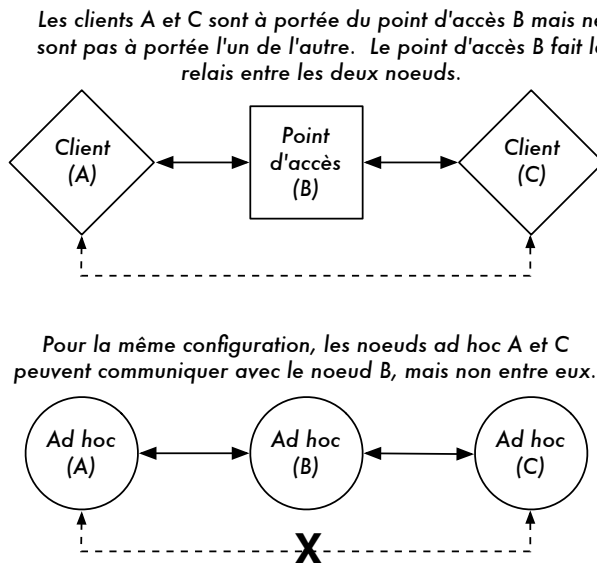 Les clients A et C sont à portée du point d'accès B mais ne
sont pas à portée l'un de l'autre. Le point d'accès B fait le
relais entre les deux noeuds.
Client
(A)
Point
d'accès
(B)
Client
(C)
Pour la même configuration, les noeuds ad hoc A et C
peuvent communiquer avec le noeud B, mais non entre eux.
Ad hoc
(A)
Ad hoc
(B)
Ad hoc
(C)
X